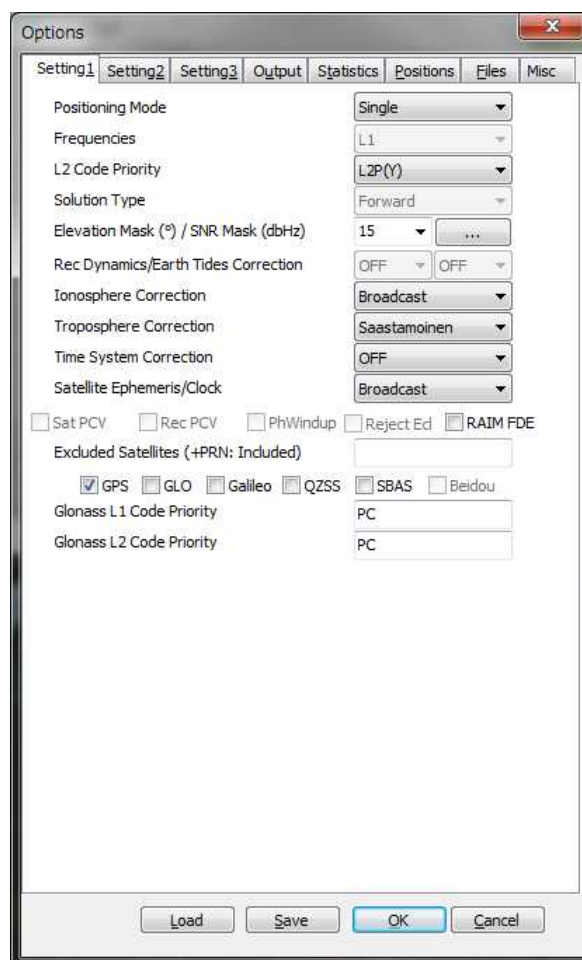 Options
Setting1 Setting2 Setting3 Output Statistics Positions Files Misc
Positioning Mode Single
Frequencies L1
L2 Code Priority L2P(Y)
Solution Type Forward
Elevation Mask (°) / SNR Mask (dbHz) 15 ...
Rec Dynamics/Earth Tides Correction OFF OFF
Ionosphere Correction Broadcast
Troposphere Correction Saastamoinen
Time System Correction OFF
Satellite Ephemeris/Clock Broadcast
Sat PCV Rec PCV PhWindup Reject Ed RAIM FDE
Excluded Satellites (+PRN: Included)
GPS GLO Galileo QZSS SBAS Beidou
Glonass L1 Code Priority PC
Glonass L2 Code Priority PC
Load Save OK Cancel